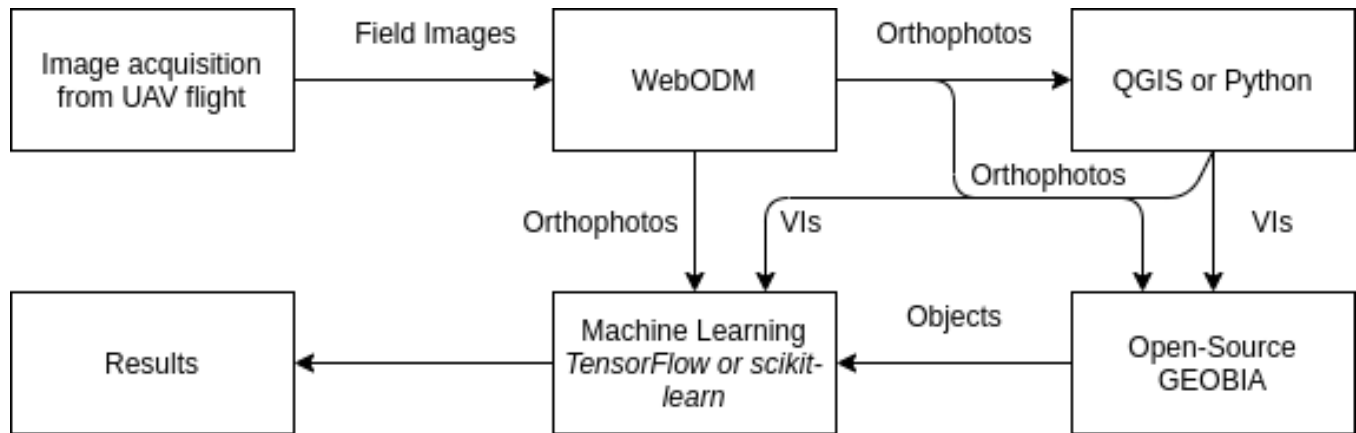 Field Images
Orthophotos
Image acquisition
from UAV flight
WebODM
QGIS or Python
Orthophotos
Orthophotos
VIs
VIs
Objects
Results
Machine Learning
TensorFlow or scikit-
learn
Open-Source
GEOBIA